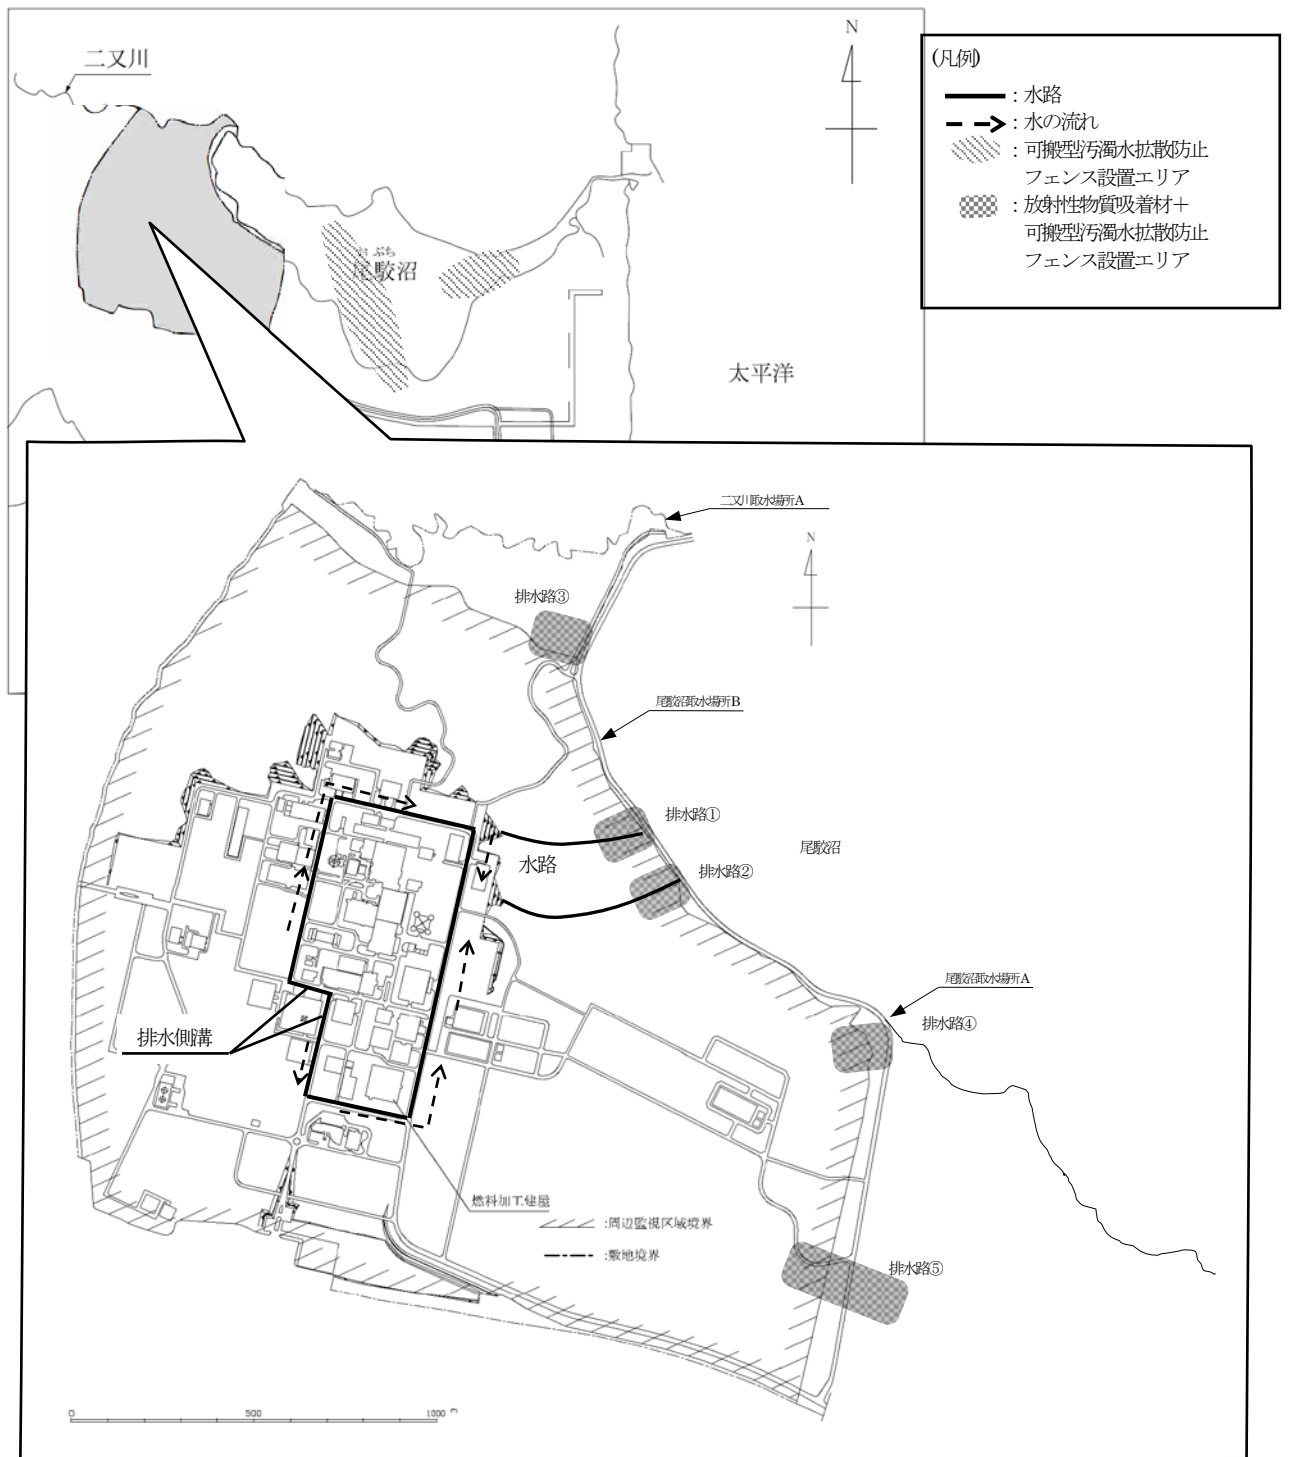 二又川
N
(凡例)
: 水路
: 水の流れ
: 可搬型汚濁水拡散防止
フェンス設置エリア
: 放射性物質吸着材＋
可搬型汚濁水拡散防止
フェンス設置エリア
おぶち
尾駮沼
太平洋
二又川取水場所A
N
排水路③
尾駮沼取水場所B
排水路①
尾駮沼
水路
排水路②
尾駮沼取水場所A
排水路④
排水側溝
燃料加工建屋
:周辺監視区域境界
:敷地境界
排水路⑤
0 500 1000 m